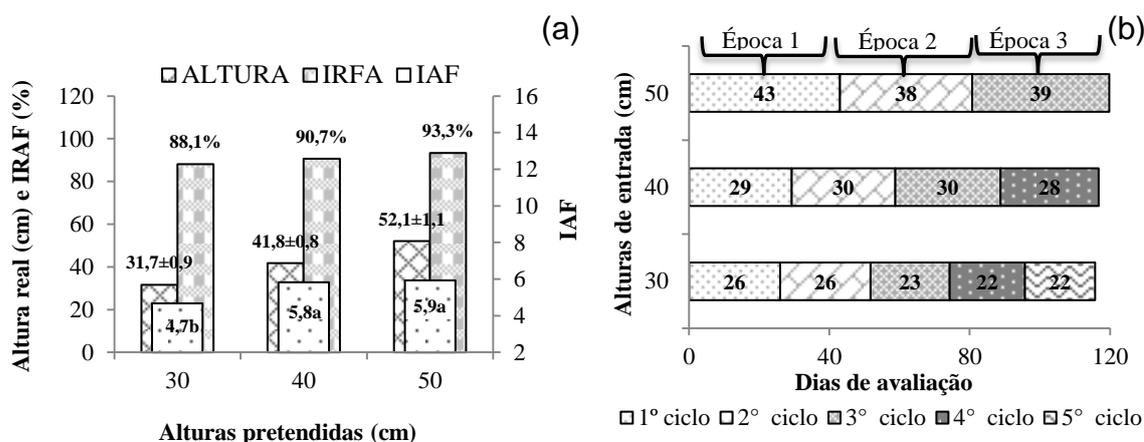 (a)
ALTURA IRFA IAF
Altura real (cm) e IRAF (%)
120
100
80
60
40
20
0
16
14
12
10
8
6
4
2
IAF
88,1%
90,7%
93,3%
31,7±0,9
41,8±0,8
52,1±1,1
4,7b
5,8a
5,9a
30 40 50
Alturas pretendidas (cm)
(b)
Época 1 Época 2 Época 3
Alturas de entrada (cm)
50
43 38 39
40
29 30 30 28
30
26 26 23 22 22
0 40 80 120
Dias de avaliação
1º ciclo 2° ciclo 3° ciclo 4° ciclo 5° ciclo